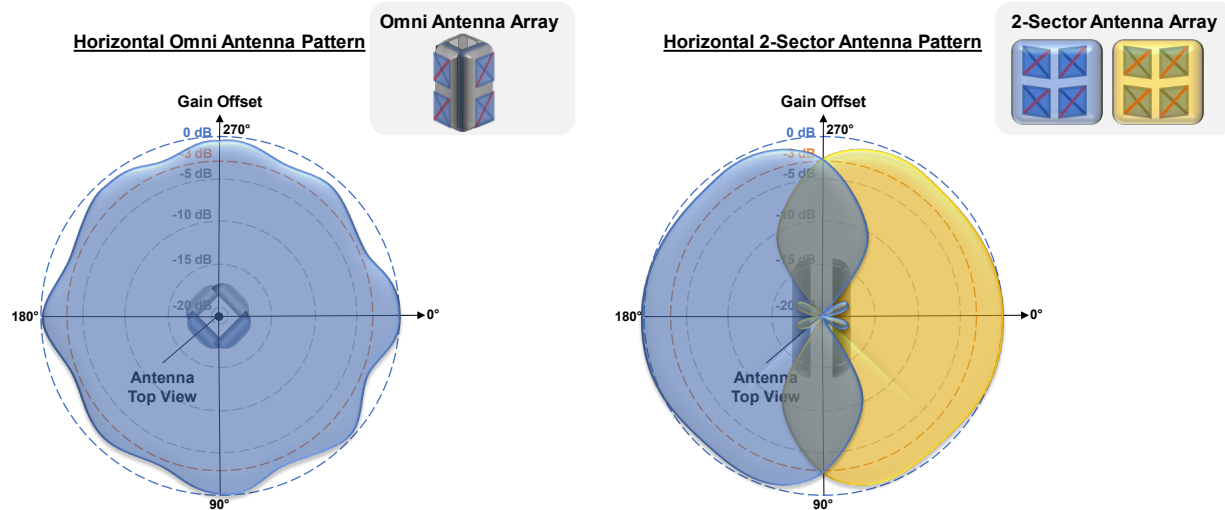 Horizontal Omni Antenna Pattern
Omni Antenna Array
Gain Offset
270°
0 dB
-3 dB
-5 dB
-10 dB
-15 dB
-20 dB
180°
0°
Antenna
Top View
90°
Horizontal 2-Sector Antenna Pattern
2-Sector Antenna Array
Gain Offset
270°
0 dB
-3 dB
-5 dB
-10 dB
-15 dB
-20 dB
180°
0°
Antenna
Top View
90°